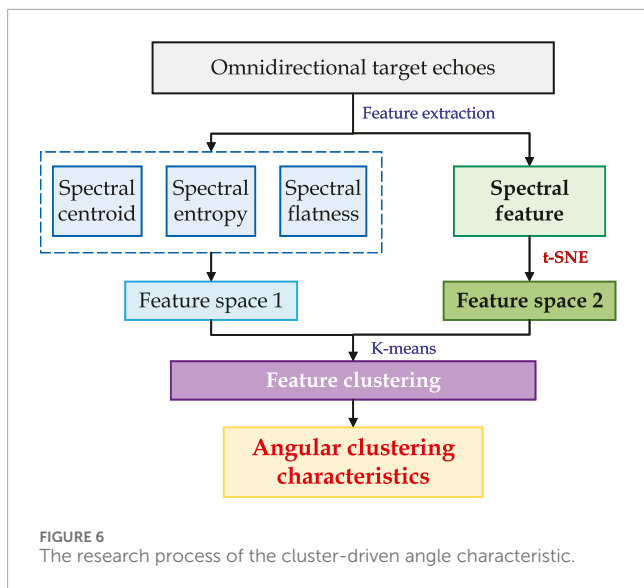 Omnidirectional target echoes
Feature extraction
Spectral
centroid
Spectral
entropy
Spectral
flatness
Spectral
feature
t-SNE
Feature space 1
Feature space 2
K-means
Feature clustering
Angular clustering
characteristics
FIGURE 6
The research process of the cluster-driven angle characteristic.